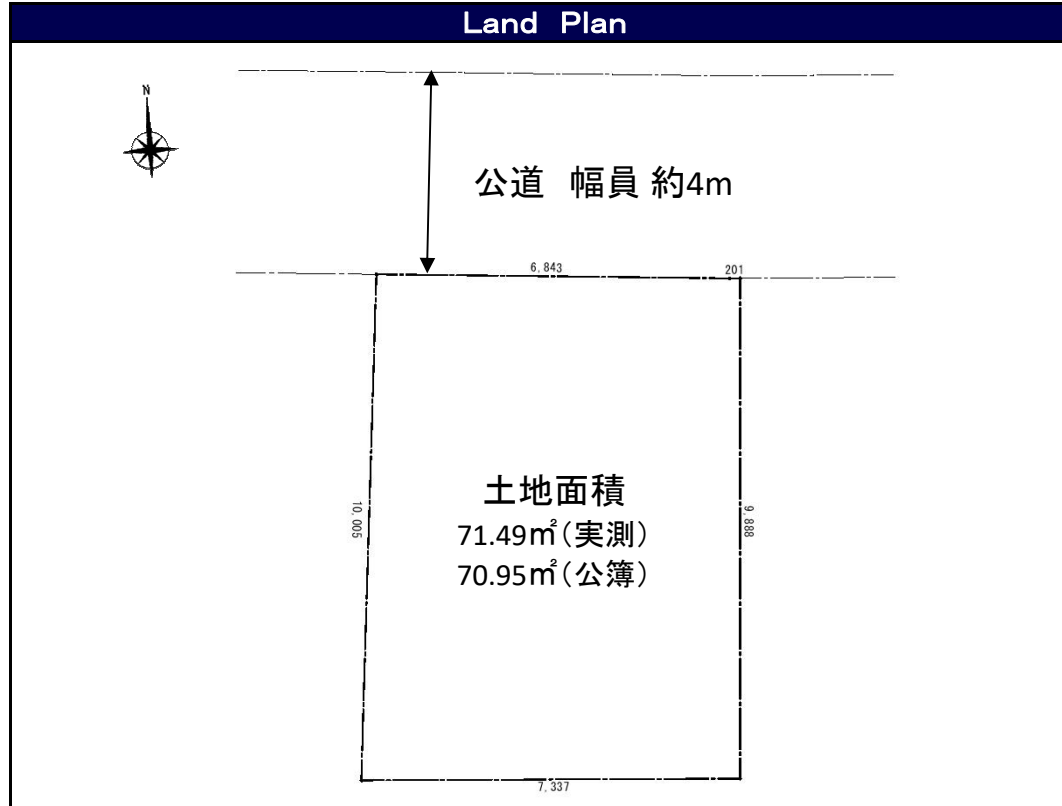 Land Plan
N
公道　幅員 約4m
6,843
201
10,005
9,888
土地面積
71.49㎡（実測）
70.95㎡（公簿）
7,337